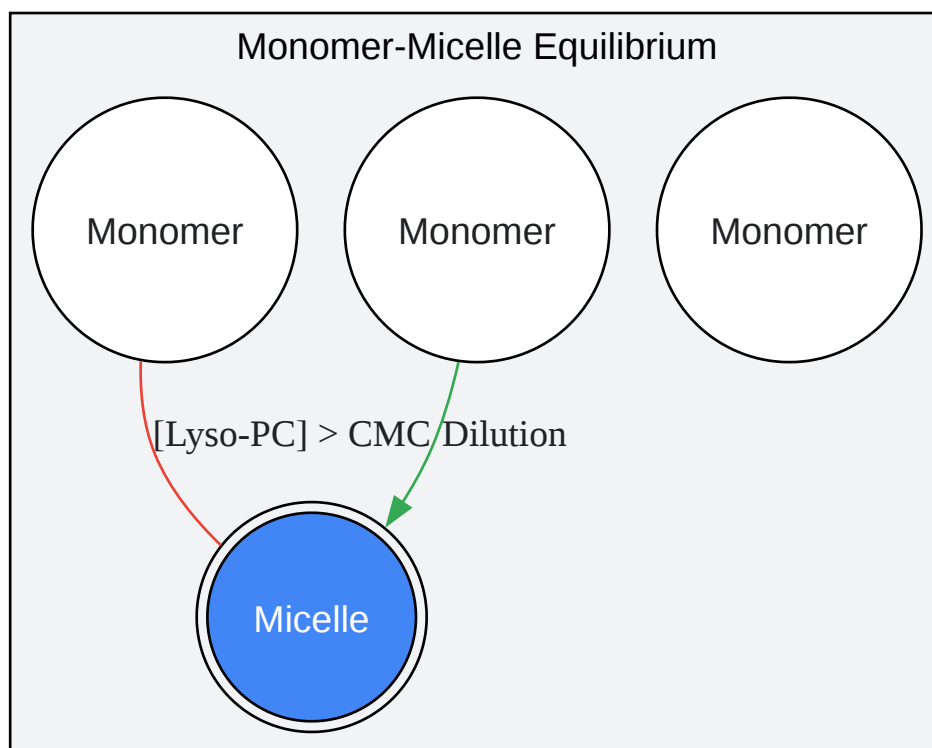 Monomer-Micelle Equilibrium
Monomer
Monomer
Monomer
[Lyso-PC] > CMC
Dilution
Micelle